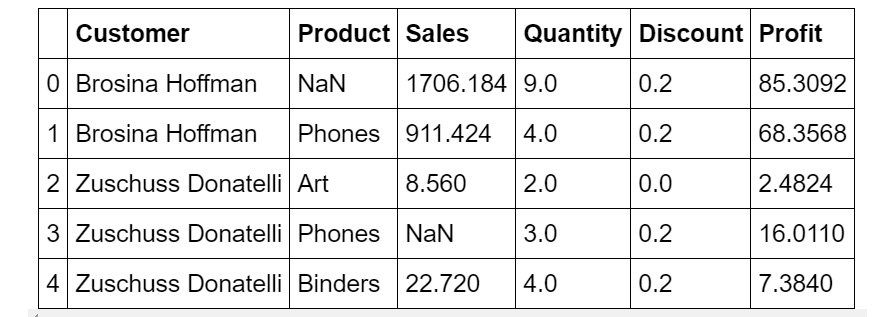 Customer Product Sales Quantity Discount Profit
0 Brosina Hoffman NaN 1706.184 9.0 0.2 85.3092
1 Brosina Hoffman Phones 911.424 4.0 0.2 68.3568
2 Zuschuss Donatelli Art 8.560 2.0 0.0 2.4824
3 Zuschuss Donatelli Phones NaN 3.0 0.2 16.0110
4 Zuschuss Donatelli Binders 22.720 4.0 0.2 7.3840